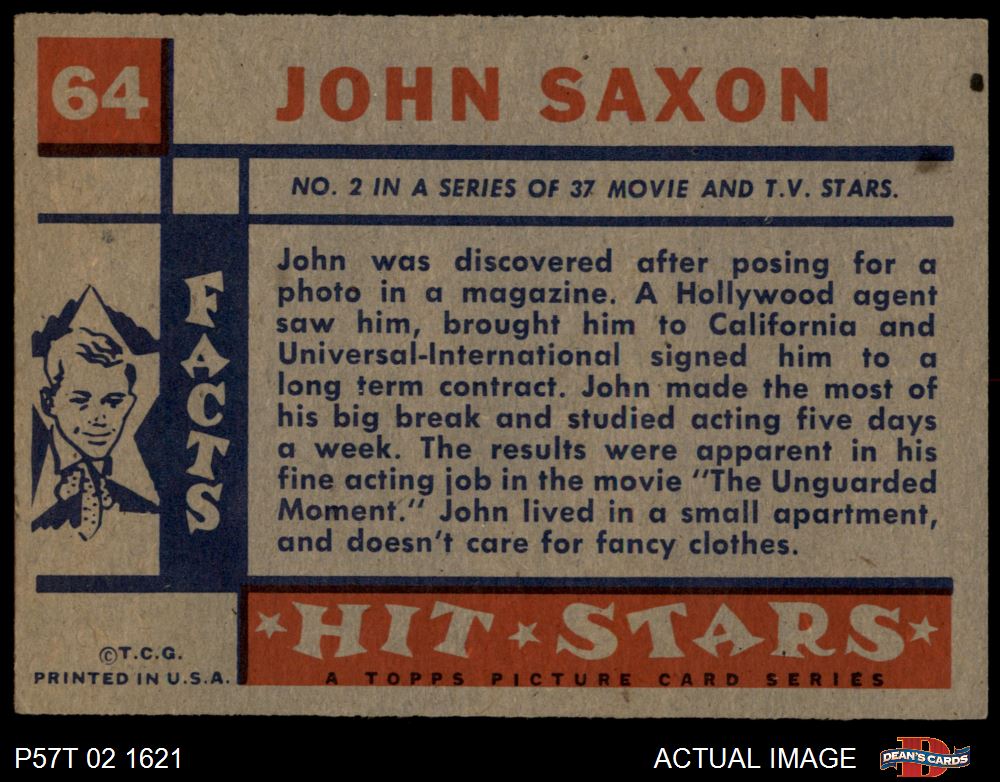 64
JOHN SAXON
NO. 2 IN A SERIES OF 37 MOVIE AND T.V. STARS.
FACTS
John was discovered after posing for a
photo in a magazine. A Hollywood agent
saw him, brought him to California and
Universal-International signed him to a
long term contract. John made the most of
his big break and studied acting five days
a week. The results were apparent in his
fine acting job in the movie "The Unguarded
Moment." John lived in a small apartment,
and doesn't care for fancy clothes.
HIT STARS
A TOPPS PICTURE CARD SERIES
©T.C.G.
PRINTED IN U.S.A.
P57T 02 1621
ACTUAL IMAGE
D
DEAN'S CARDS